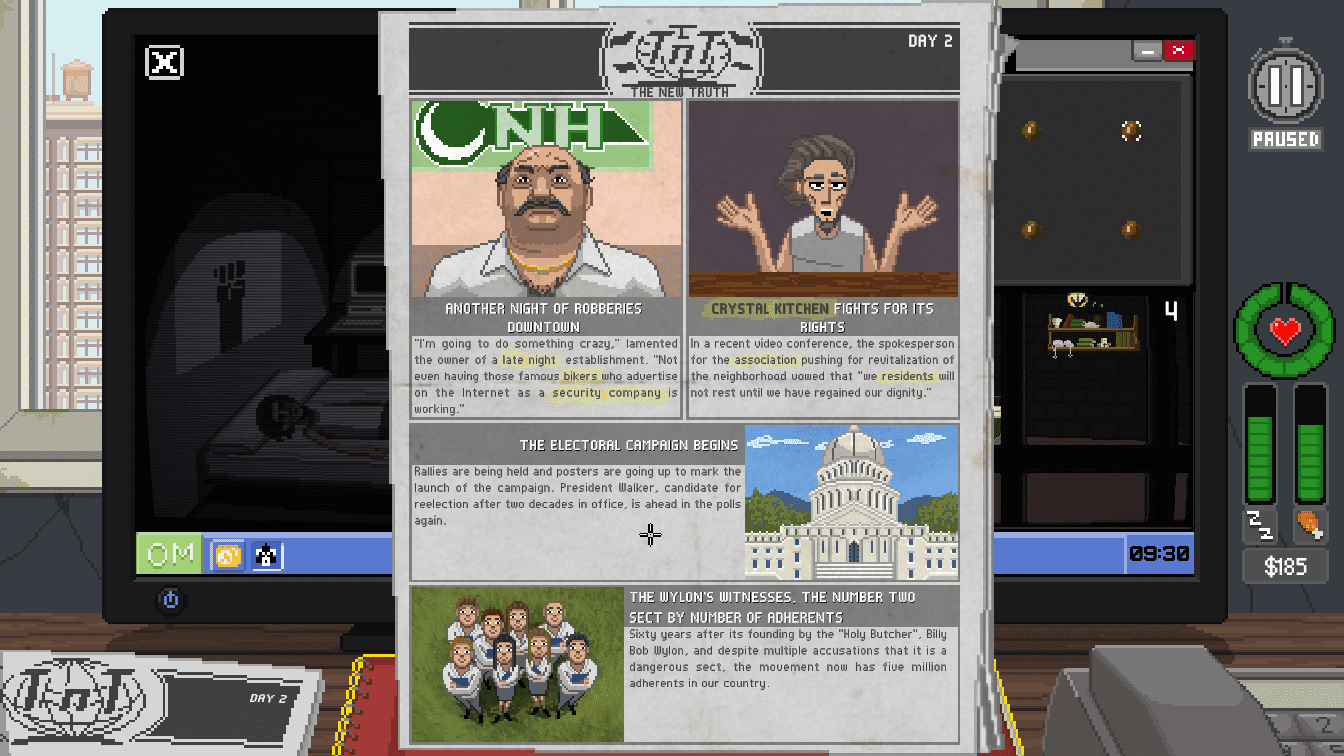 TnT
THE NEW TRUTH
DAY 2
NH
ANOTHER NIGHT OF ROBBERIES
DOWNTOWN
"I'm going to do something crazy," lamented
the owner of a late night establishment. "Not
even having those famous bikers who advertise
on the Internet as a security company is
working."
CRYSTAL KITCHEN FIGHTS FOR ITS
RIGHTS
In a recent video conference, the spokesperson
for the association pushing for revitalization of
the neighborhood vowed that "we residents will
not rest until we have regained our dignity."
THE ELECTORAL CAMPAIGN BEGINS
Rallies are being held and posters are going up to mark the
launch of the campaign. President Walker, candidate for
reelection after two decades in office, is ahead in the polls
again.
THE WYLON'S WITNESSES, THE NUMBER TWO
SECT BY NUMBER OF ADHERENTS
Sixty years after its founding by the "Holy Butcher", Billy
Bob Wylon, and despite multiple accusations that it is a
dangerous sect, the movement now has five million
adherents in our country.
PAUSED
4
OM
09:30
$185
TnT
DAY 2
2